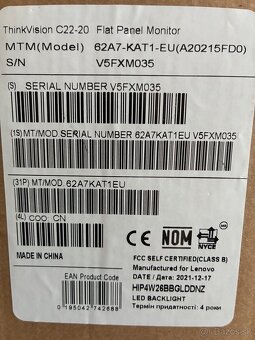 ThinkVision C22-20 Flat Panel Monitor
MTM(Model) 62A7-KAT1-EU(A20215FD0)
S/N V5FXM035
(S) SERIAL NUMBER V5FXM035
(1S) MT/MOD. SERIAL NUMBER 62A7KAT1EU V5FXM035
(31P) MT/MOD. 62A7KAT1EU
(4L) COO CN
MADE IN CHINA
CE
NOM
NYCE
FCC SELF CERTIFIED(CLASS B)
Manufactured for Lenovo
DATE / Дата: 2021-12-17
HIP4W26BBGLDDNZ
LED BACKLIGHT
Термін придатності: 4 роки
EAN Product Code
0 195042 742688